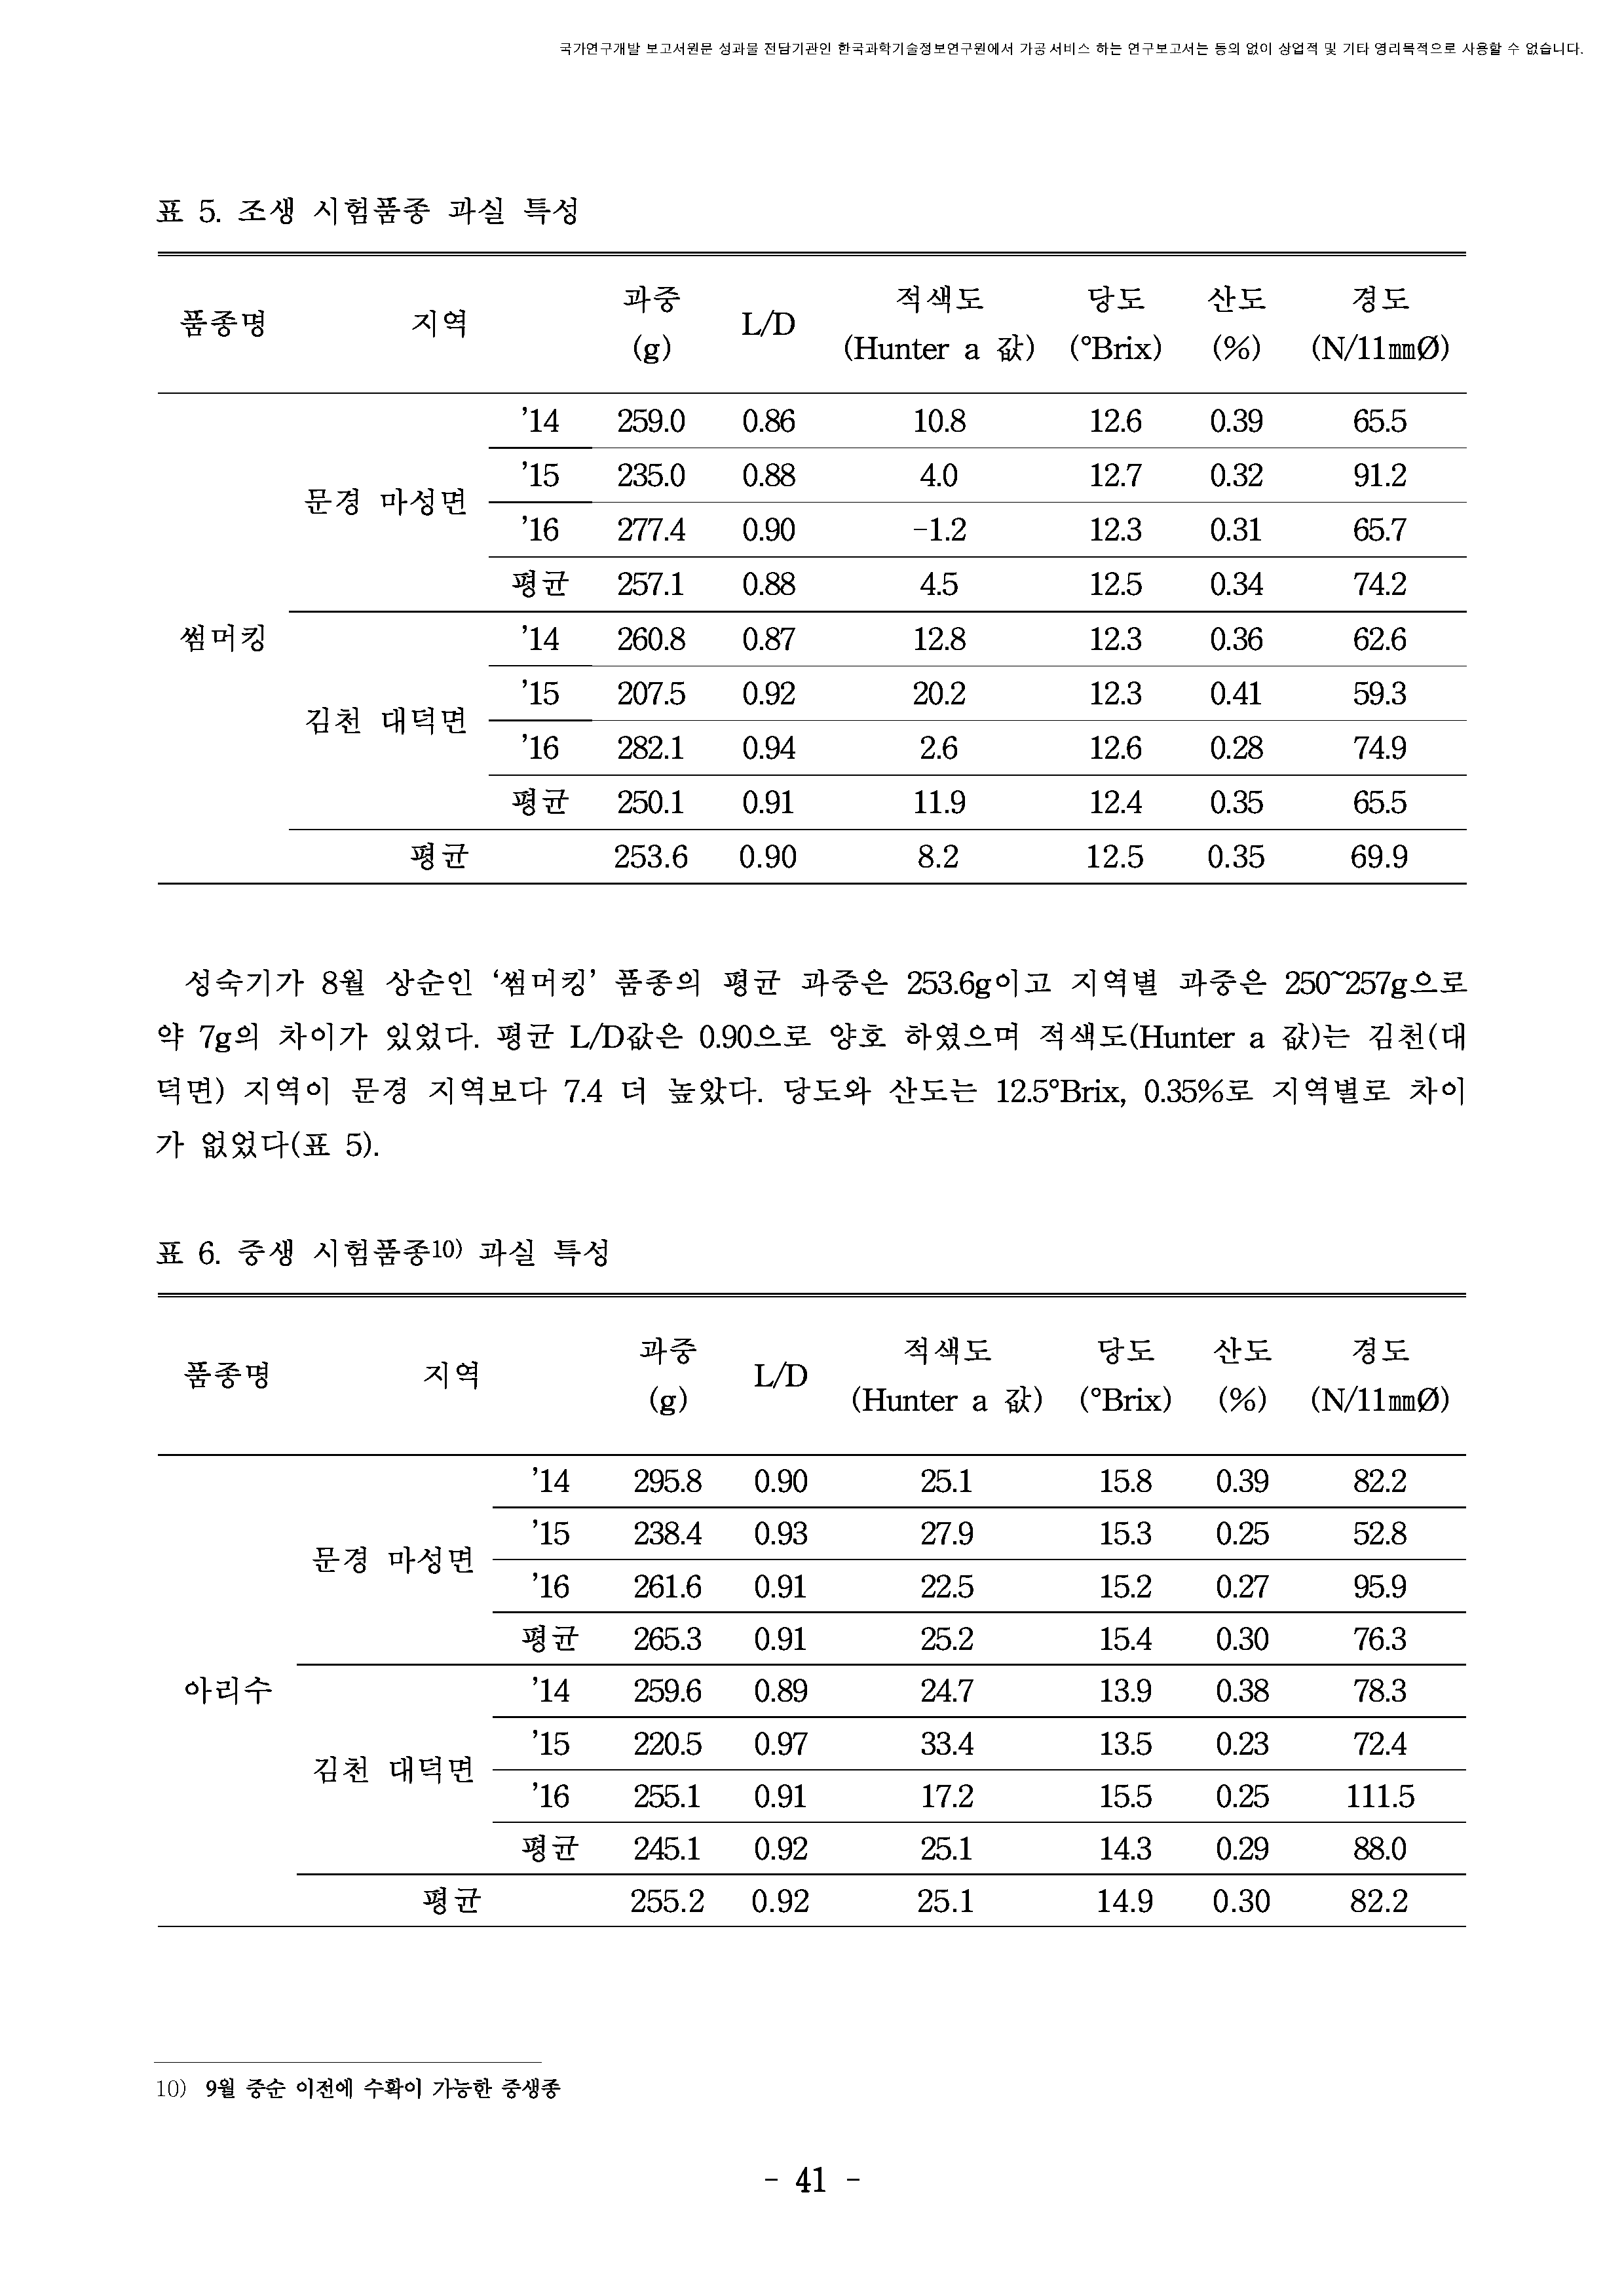 국가연구개발 보고서원문 성과물 전담기관인 한국과학기술정보연구원에서 가공·서비스 하는 연구보고서는 동의 없이 상업적 및 기타 영리목적으로 사용할 수 없습니다.
표 5. 조생 시험품종 과실 특성
품종명 지역 과중 (g) L/D 적색도 (Hunter a 값) 당도 (°Brix) 산도 (%) 경도 (N/11㎜Ø)
’14 259.0 0.86 10.8 12.6 0.39 65.5
’15 235.0 0.88 4.0 12.7 0.32 91.2
문경 마성면
’16 277.4 0.90 -1.2 12.3 0.31 65.7
평균 257.1 0.88 4.5 12.5 0.34 74.2
썸머킹 ’14 260.8 0.87 12.8 12.3 0.36 62.6
’15 207.5 0.92 20.2 12.3 0.41 59.3
김천 대덕면
’16 282.1 0.94 2.6 12.6 0.28 74.9
평균 250.1 0.91 11.9 12.4 0.35 65.5
평균 253.6 0.90 8.2 12.5 0.35 69.9
성숙기가 8월 상순인 ‘썸머킹’ 품종의 평균 과중은 253.6g이고 지역별 과중은 250~257g으로
약 7g의 차이가 있었다. 평균 L/D값은 0.90으로 양호 하였으며 적색도(Hunter a 값)는 김천(대
덕면) 지역이 문경 지역보다 7.4 더 높았다. 당도와 산도는 12.5°Brix, 0.35%로 지역별로 차이
가 없었다(표 5).
표 6. 중생 시험품종10) 과실 특성
품종명 지역 과중 (g) L/D 적색도 (Hunter a 값) 당도 (°Brix) 산도 (%) 경도 (N/11㎜Ø)
’14 295.8 0.90 25.1 15.8 0.39 82.2
’15 238.4 0.93 27.9 15.3 0.25 52.8
문경 마성면
’16 261.6 0.91 22.5 15.2 0.27 95.9
평균 265.3 0.91 25.2 15.4 0.30 76.3
아리수 ’14 259.6 0.89 24.7 13.9 0.38 78.3
’15 220.5 0.97 33.4 13.5 0.23 72.4
김천 대덕면
’16 255.1 0.91 17.2 15.5 0.25 111.5
평균 245.1 0.92 25.1 14.3 0.29 88.0
평균 255.2 0.92 25.1 14.9 0.30 82.2
10) 9월 중순 이전에 수확이 가능한 중생종
- 41 -